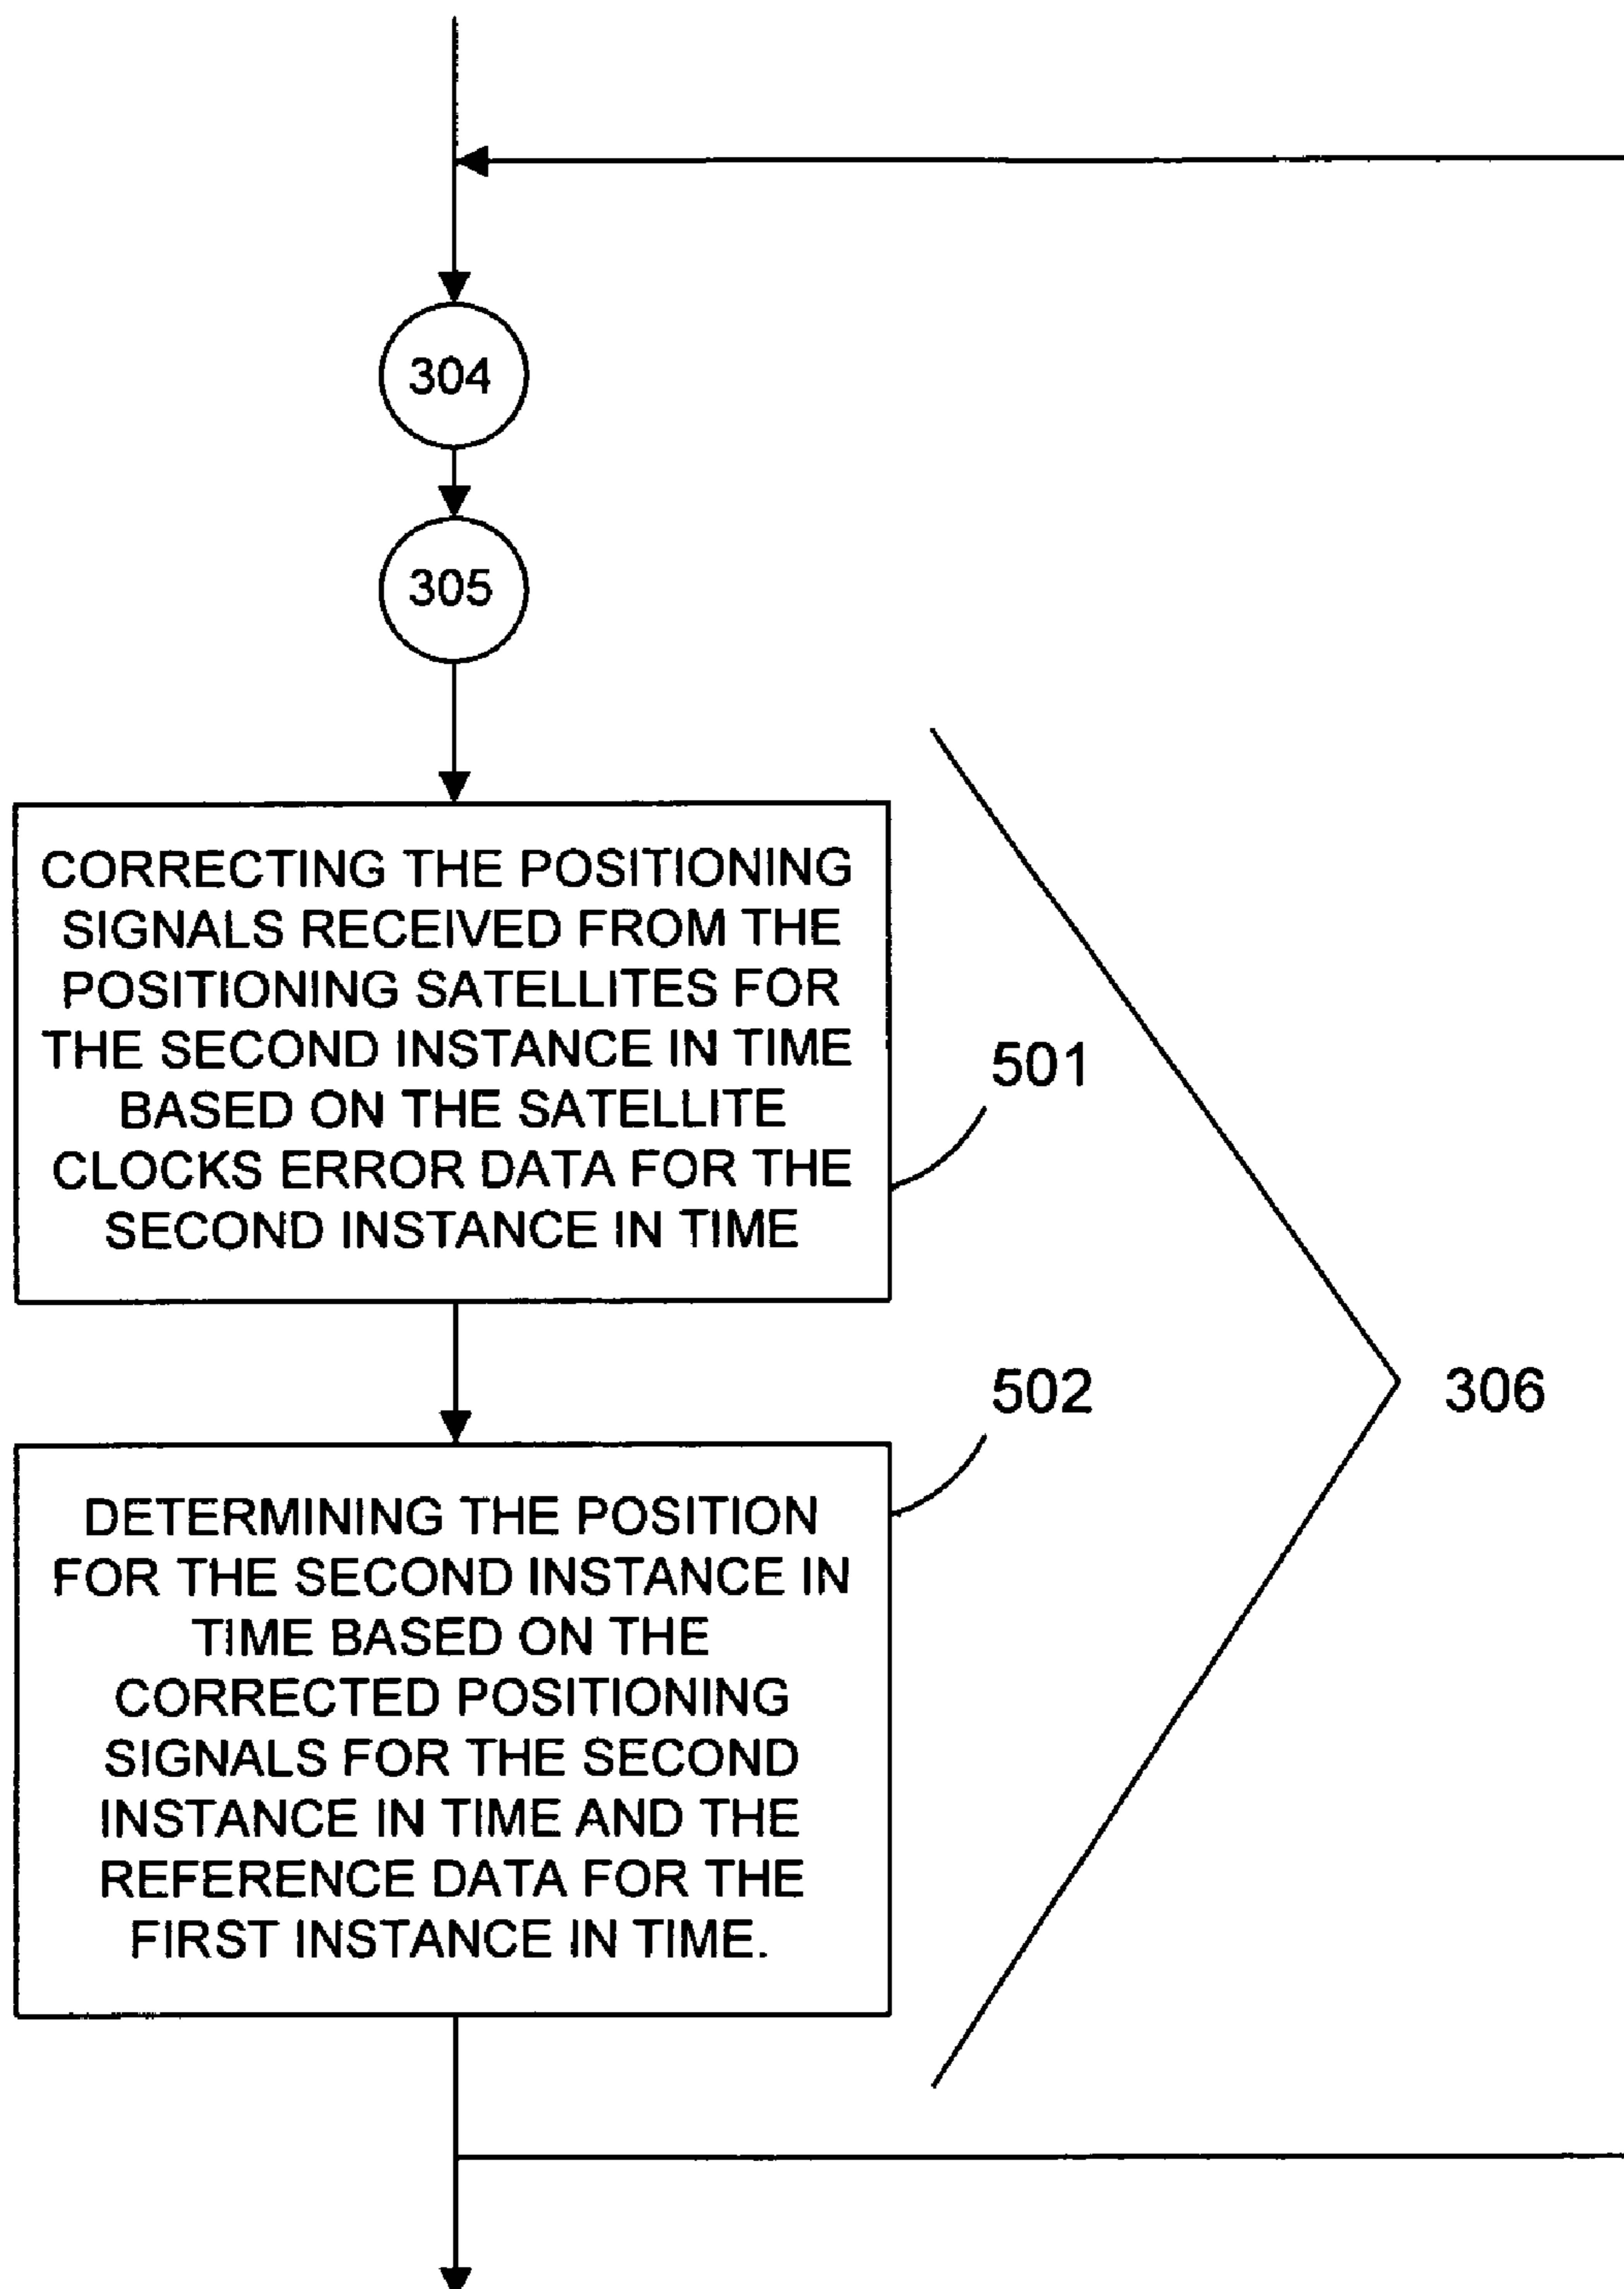 304
305
CORRECTING THE POSITIONING
SIGNALS RECEIVED FROM THE
POSITIONING SATELLITES FOR
THE SECOND INSTANCE IN TIME
BASED ON THE SATELLITE
CLOCKS ERROR DATA FOR THE
SECOND INSTANCE IN TIME
501
502
306
DETERMINING THE POSITION
FOR THE SECOND INSTANCE IN
TIME BASED ON THE
CORRECTED POSITIONING
SIGNALS FOR THE SECOND
INSTANCE IN TIME AND THE
REFERENCE DATA FOR THE
FIRST INSTANCE IN TIME.